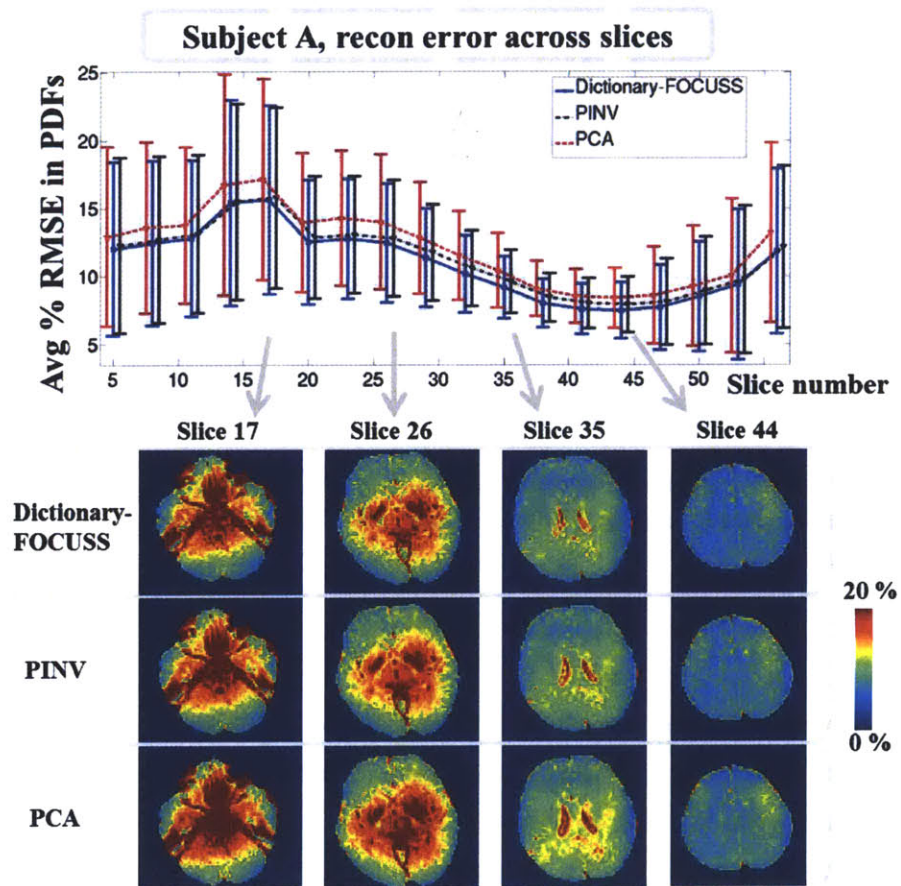 Subject A, recon error across slices
Avg % RMSE in PDFs
25
20
15
10
5
Dictionary-FOCUSS
PINV
PCA
5 10 15 20 25 30 35 40 45 50 Slice number
Slice 17 Slice 26 Slice 35 Slice 44
Dictionary-
FOCUSS
PINV
PCA
20 %
0 %